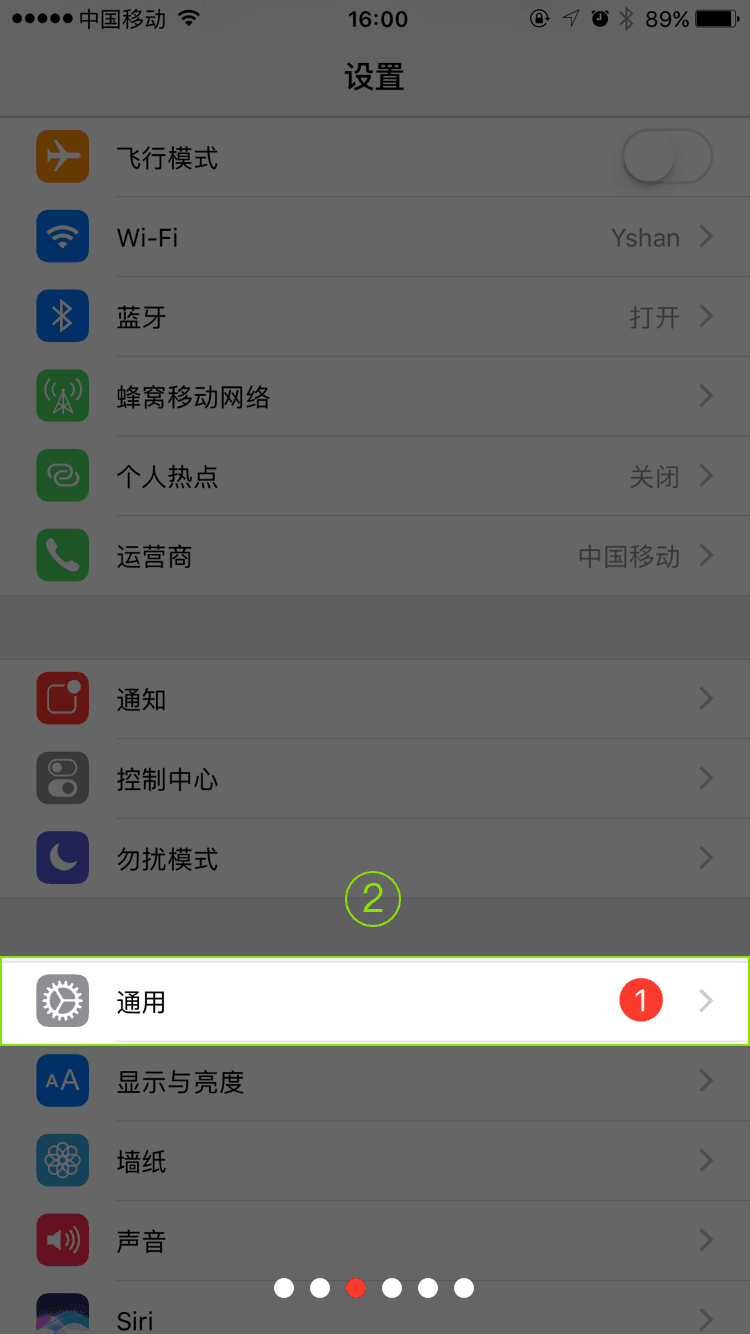 中国移动 16:00 89%
设置
飞行模式
Wi-Fi Yshan
蓝牙 打开
蜂窝移动网络
个人热点 关闭
运营商 中国移动
通知
控制中心
勿扰模式
2
通用 1
AA 显示与亮度
墙纸
声音
Siri